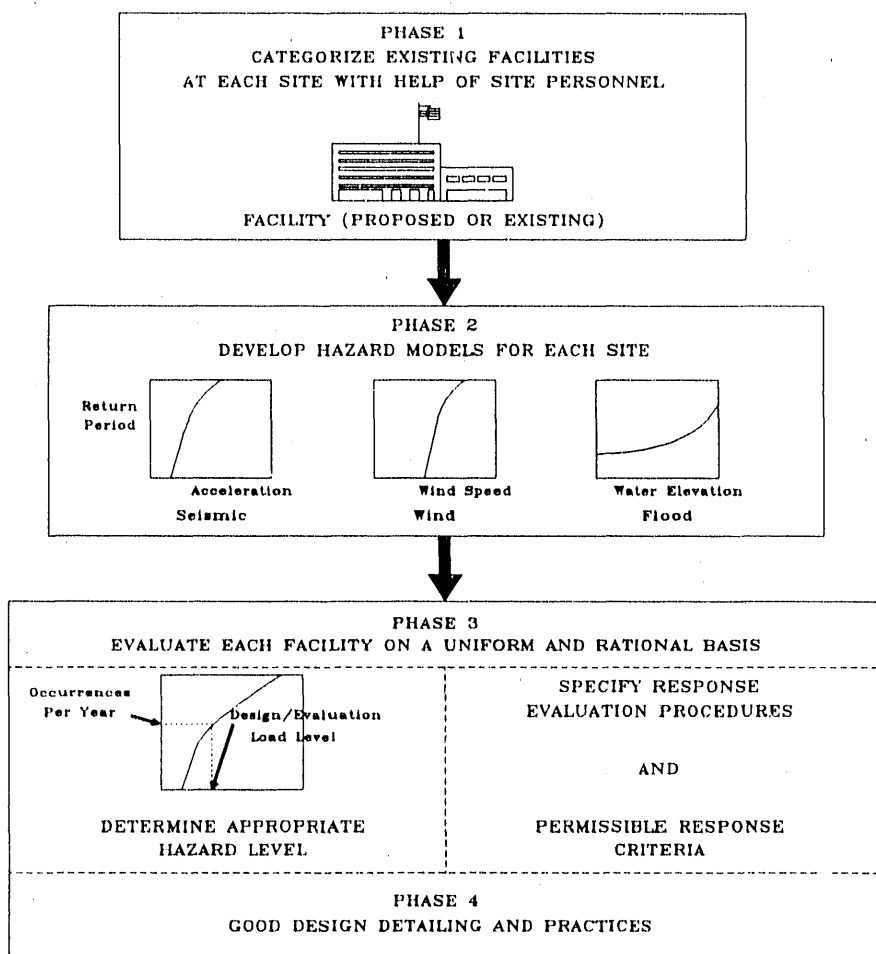 PHASE 1
CATEGORIZE EXISTING FACILITIES
AT EACH SITE WITH HELP OF SITE PERSONNEL
FACILITY (PROPOSED OR EXISTING)
PHASE 2
DEVELOP HAZARD MODELS FOR EACH SITE
Return
Period
Acceleration
Seismic
Wind Speed
Wind
Water Elevation
Flood
PHASE 3
EVALUATE EACH FACILITY ON A UNIFORM AND RATIONAL BASIS
Occurrences
Per Year
Design/Evaluation
Load Level
DETERMINE APPROPRIATE
HAZARD LEVEL
SPECIFY RESPONSE
EVALUATION PROCEDURES
AND
PERMISSIBLE RESPONSE
CRITERIA
PHASE 4
GOOD DESIGN DETAILING AND PRACTICES